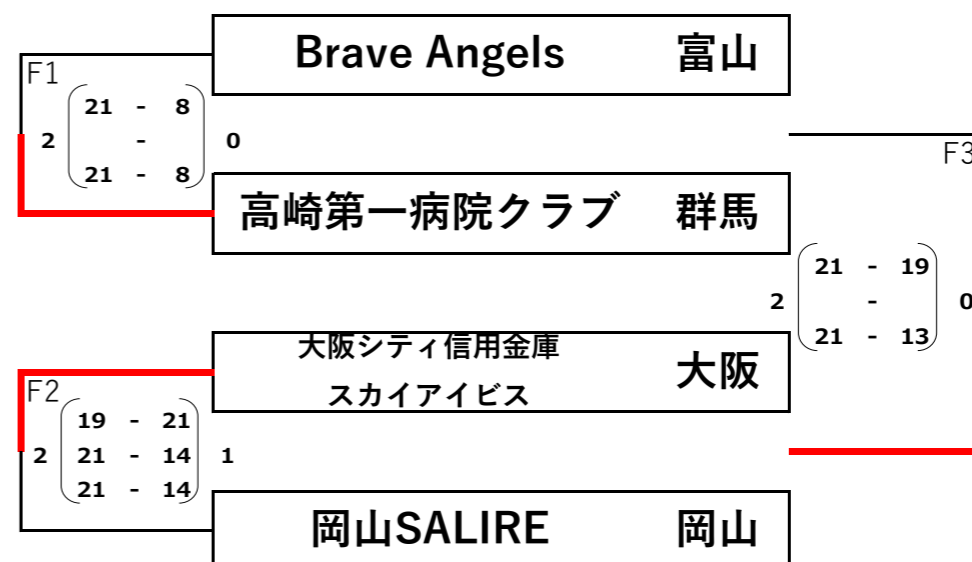 Brave Angels 富山
F1
21 - 8
2 - 0
21 - 8
F3
高崎第一病院クラブ 群馬
21 - 19
2 - 0
21 - 13
大阪シティ信用金庫
スカイアイビス
大阪
F2
19 - 21
2 21 - 14 1
21 - 14
岡山SALIRE 岡山